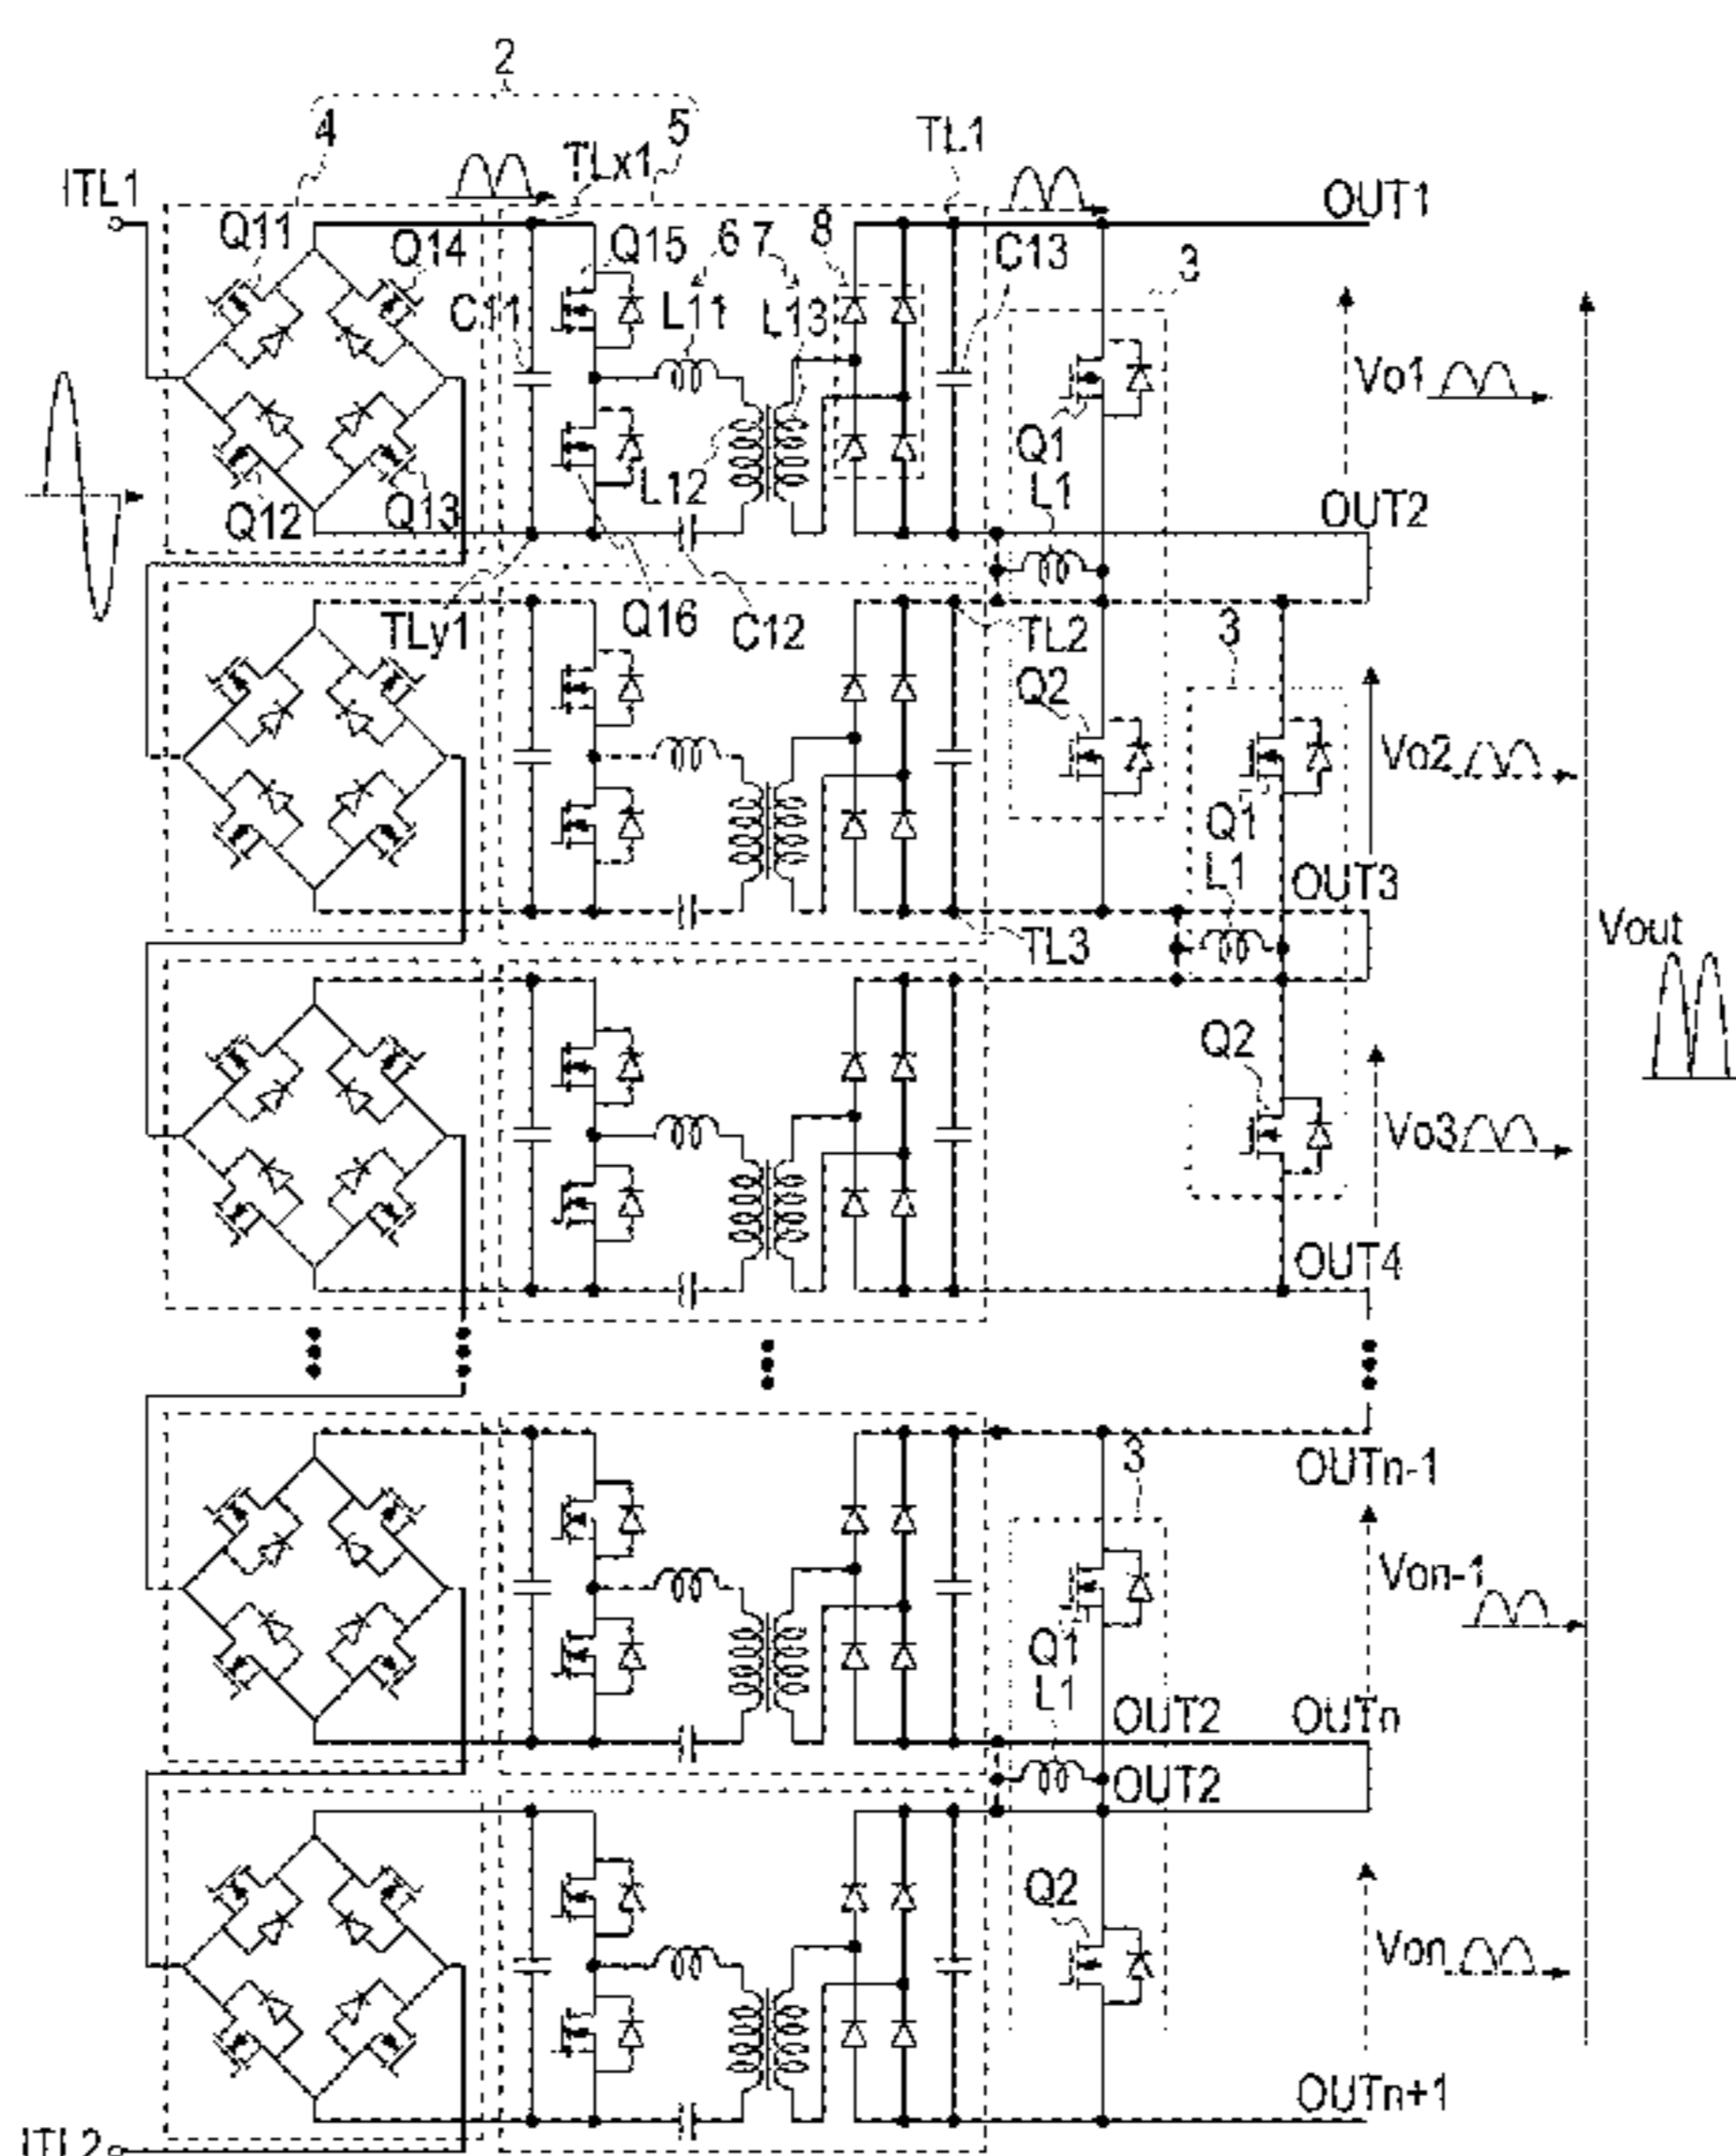 2
4
5
TLx1
TL1
ITL1
OUT1
Q11
Q14
Q15
6
7
8
C13
3
C11
L11
L13
Vo1
Q1
L1
L12
Q12
Q13
OUT2
TLy1
Q16
C12
TL2
3
Q2
Vo2
Q1
L1
OUT3
TL3
Vout
Q2
Vo3
OUT4
OUTn-1
3
Von-1
Q1
L1
OUT2
OUTn
OUT2
Q2
Von
OUTn+1
ITL2